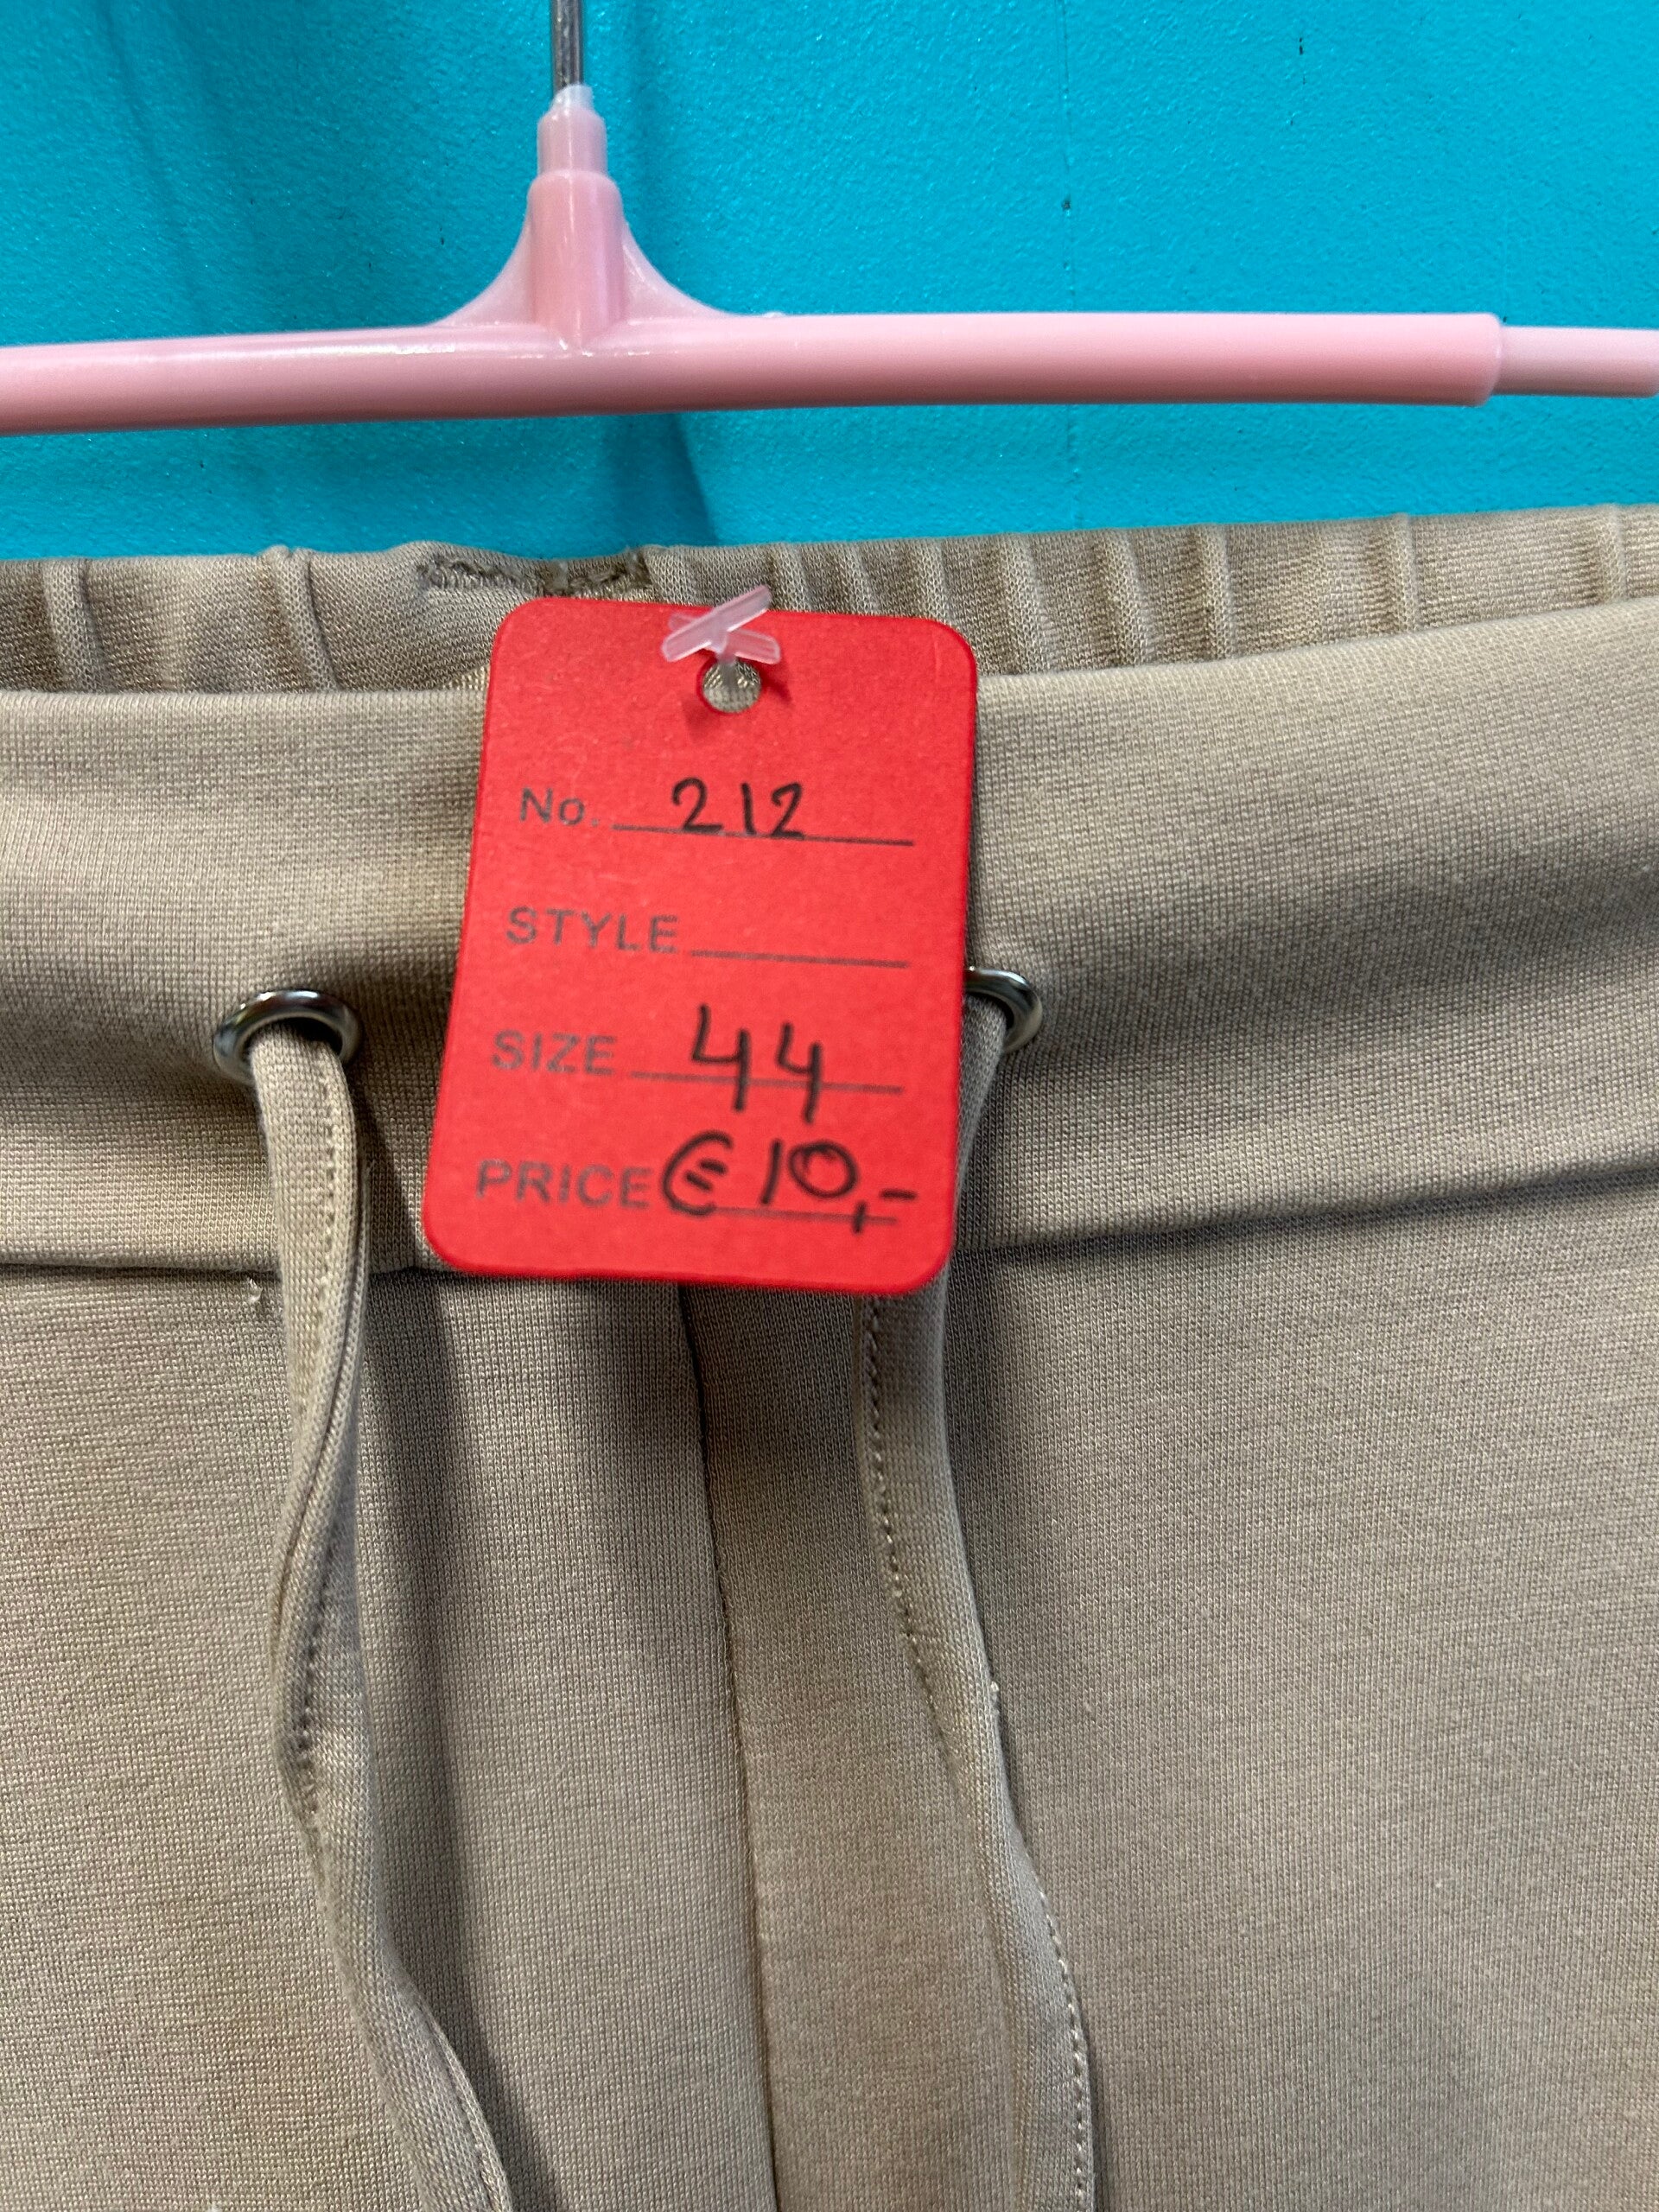 No. 212
STYLE
SIZE 44
PRICE € 10,-